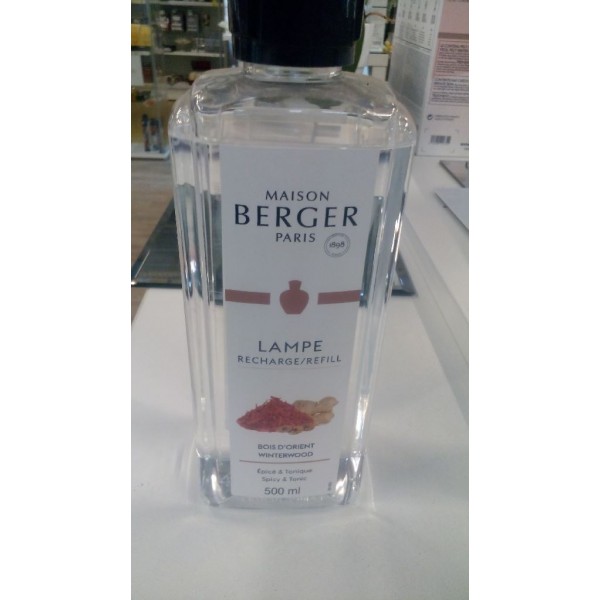 MAISON
BERGER
PARIS
1898
LAMPE
RECHARGE/REFILL
BOIS D'ORIENT
WINTERWOOD
Épicé & Tonique
Spicy & Tonic
500 ml